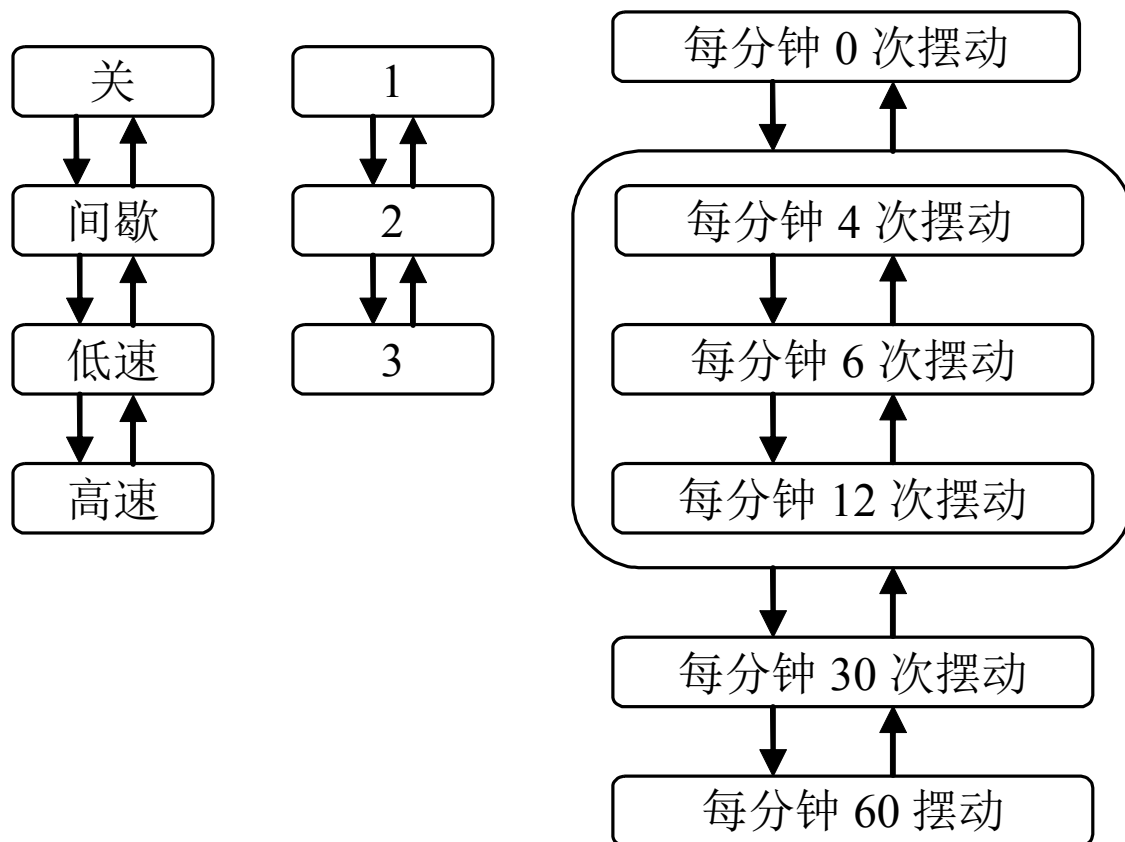 关
间歇
低速
高速
1
2
3
每分钟 0 次摆动
每分钟 4 次摆动
每分钟 6 次摆动
每分钟 12 次摆动
每分钟 30 次摆动
每分钟 60 摆动